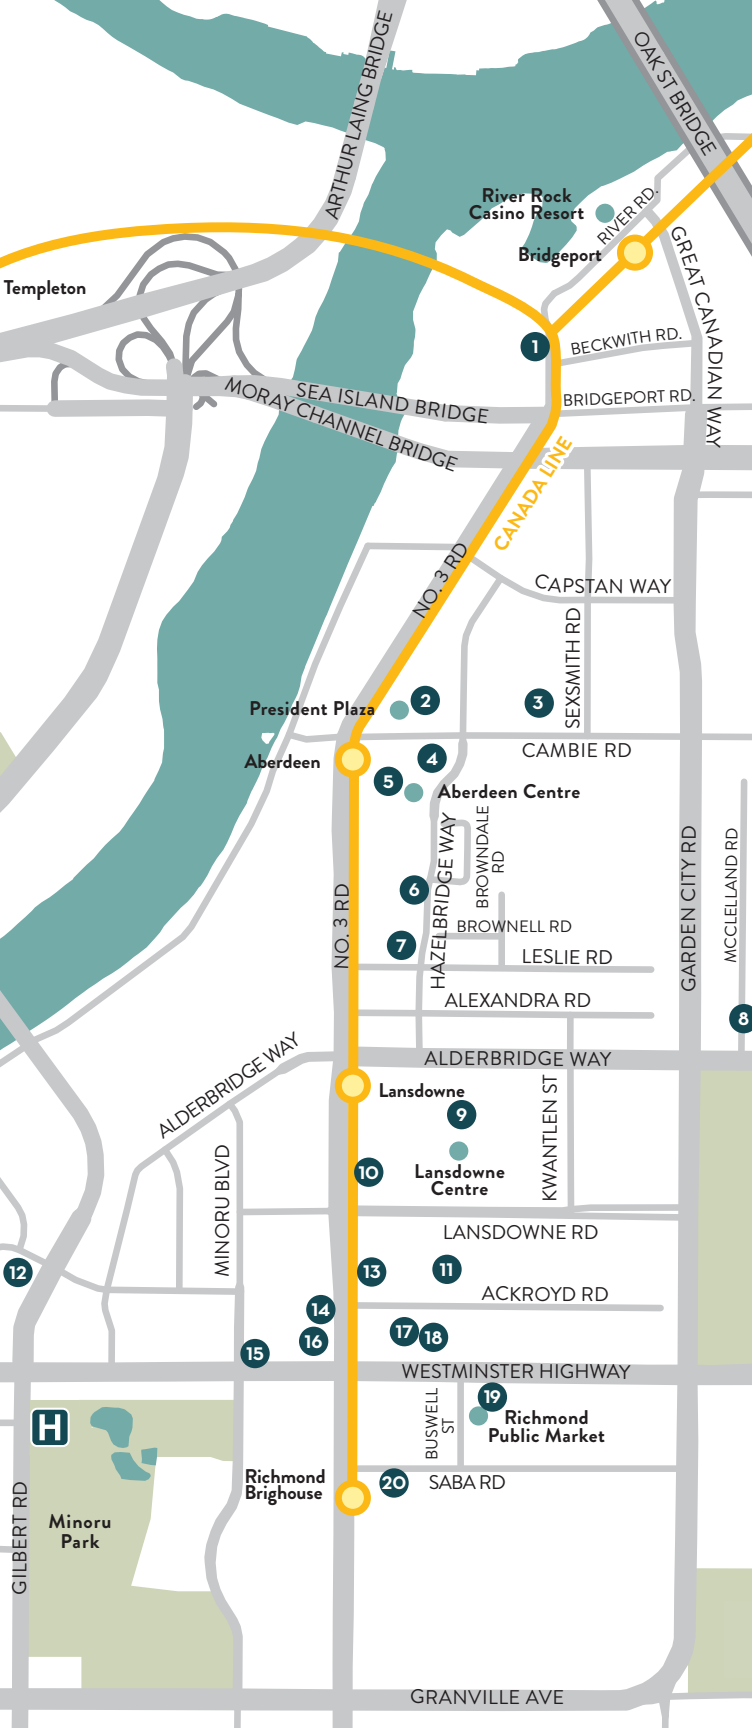 ARTHUR LAING BRIDGE
OAK ST BRIDGE
River Rock
Casino Resort
RIVER RD.
Bridgeport
GREAT CANADIAN WAY
Templeton
1
BECKWITH RD.
SEA ISLAND BRIDGE
MORAY CHANNEL BRIDGE
BRIDGEPORT RD.
CANADA LINE
NO. 3 RD
CAPSTAN WAY
SEXSMITH RD
President Plaza
2
3
CAMBIE RD
Aberdeen
4
5
Aberdeen Centre
HAZELBRIDGE WAY
BROWNDALE
RD
GARDEN CITY RD
MCCLELLAND RD
6
NO. 3 RD
BROWNELL RD
7
LESLIE RD
ALEXANDRA RD
8
ALDERBRIDGE WAY
ALDERBRIDGE WAY
Lansdowne
9
KWANTLEN ST
MINORU BLVD
10
Lansdowne
Centre
LANSDOWNE RD
12
13
11
ACKROYD RD
14
16
17
18
15
WESTMINSTER HIGHWAY
19
BUSWELL
ST
Richmond
Public Market
H
Richmond
Brighouse
20
SABA RD
GILBERT RD
Minoru
Park
GRANVILLE AVE